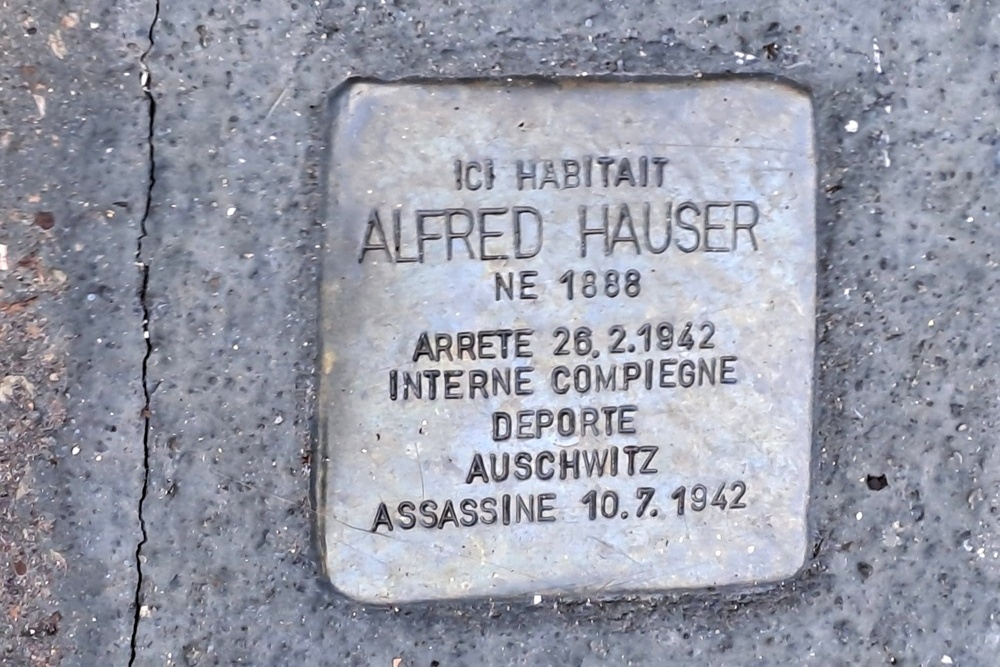 ICI HABITAIT
ALFRED HAUSER
NE 1888
ARRETE 26.2.1942
INTERNE COMPIEGNE
DEPORTE
AUSCHWITZ
ASSASSINE 10.7.1942